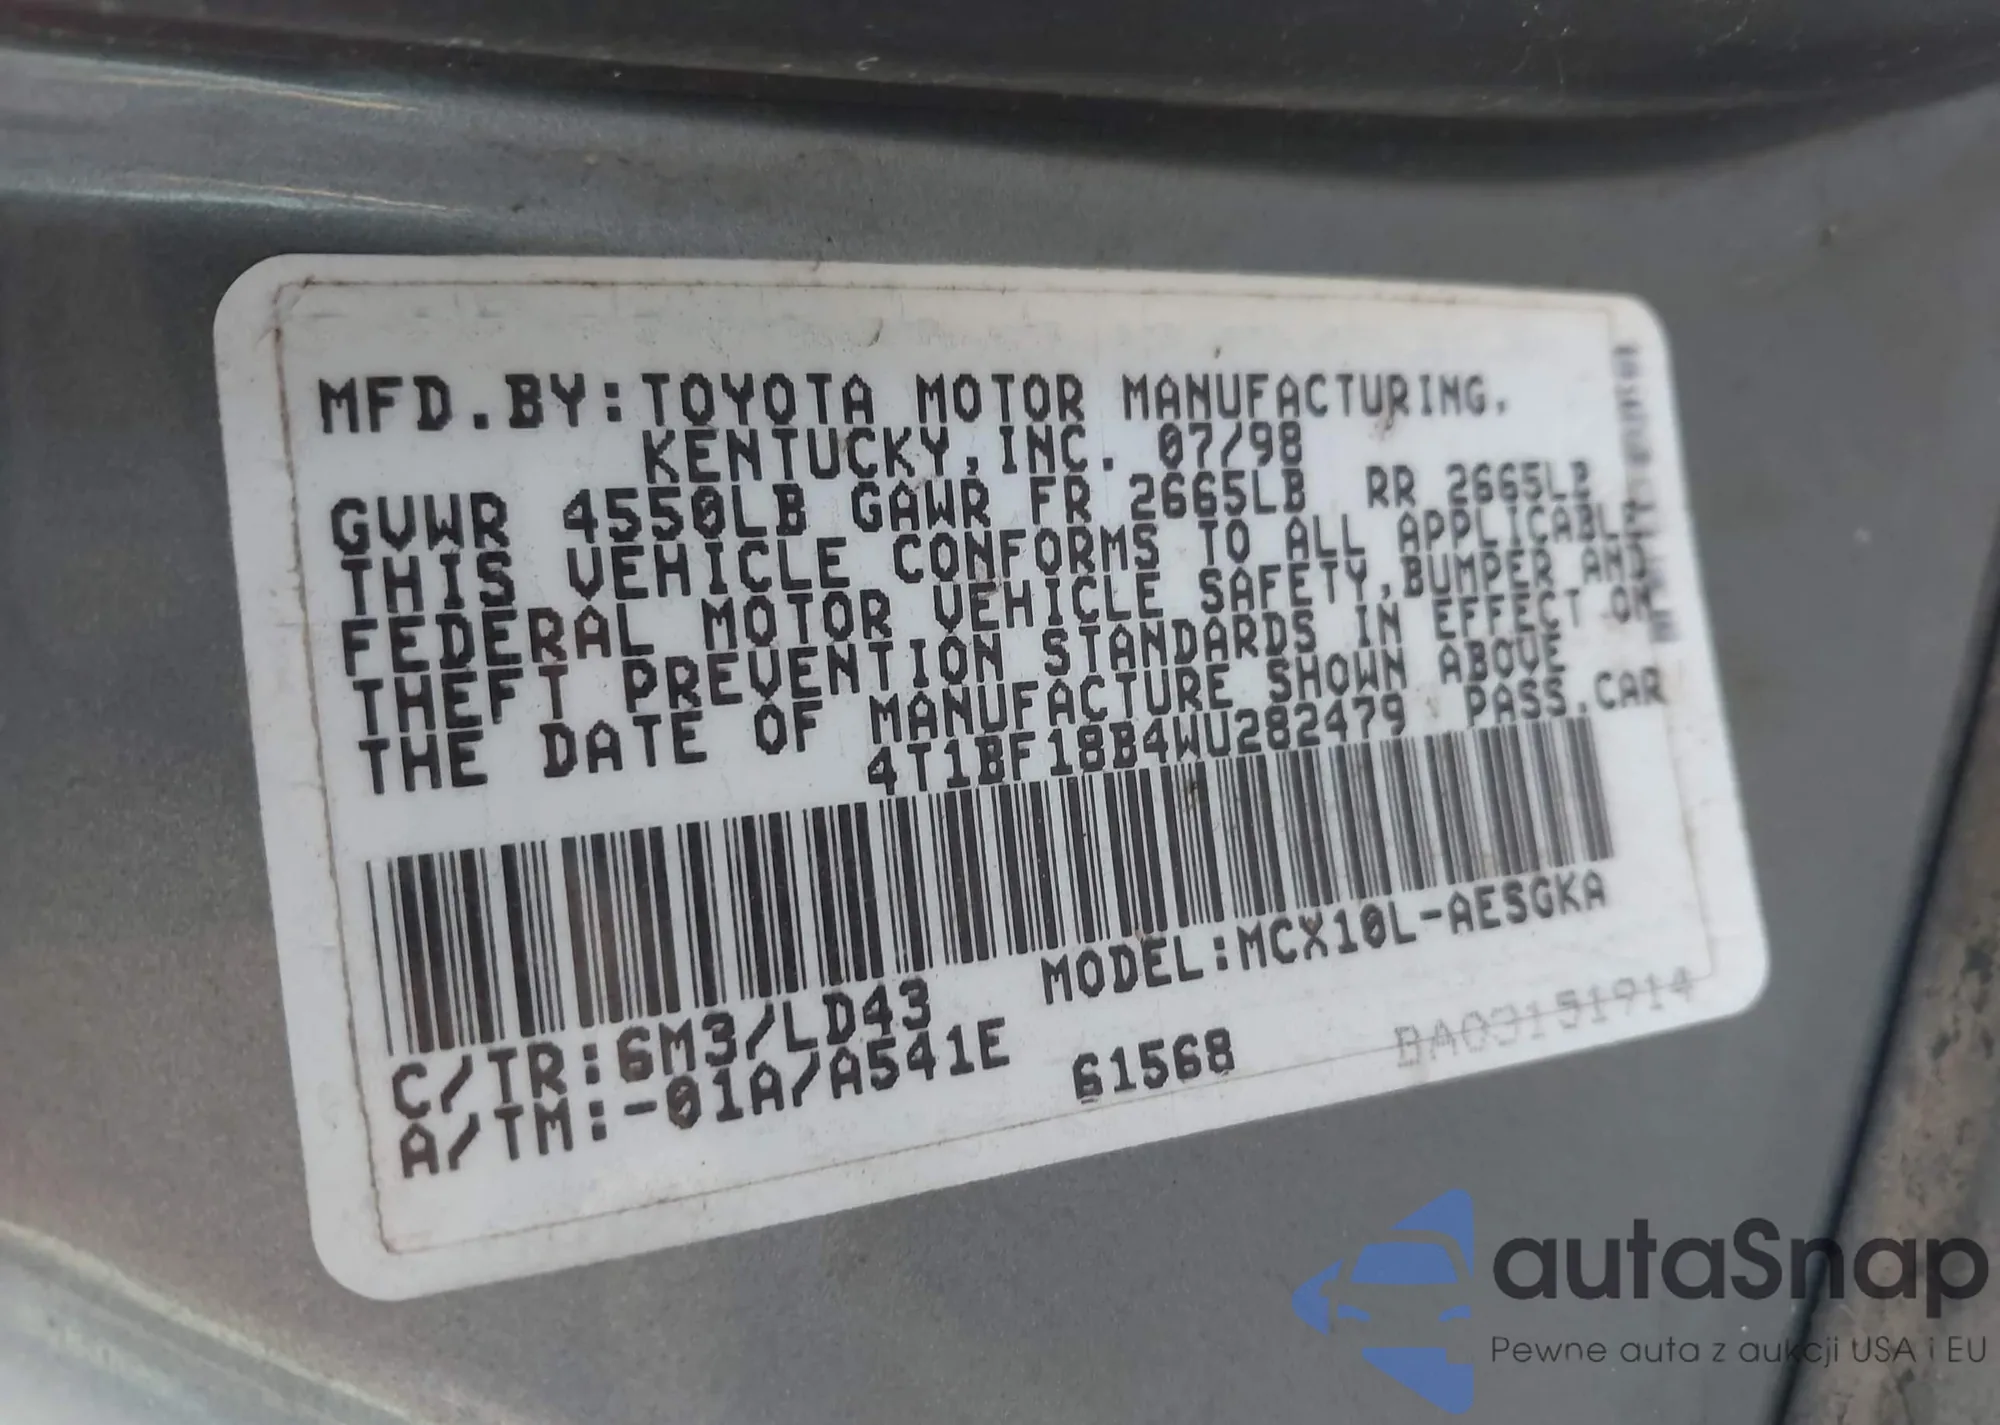 MFD.BY:TOYOTA MOTOR MANUFACTURING,
KENTUCKY,INC. 07/98
GVWR 4550LB GAWR FR 2665LB RR 2665LB
THIS VEHICLE CONFORMS TO ALL APPLICABLE
FEDERAL MOTOR VEHICLE SAFETY,BUMPER AND
THEFT PREVENTION STANDARDS IN EFFECT ON
THE DATE OF MANUFACTURE SHOWN ABOVE
4T1BF18B4WU282479 PASS.CAR
MODEL:MCX10L-AESGKA
C/TR:6M3/LD43
A/TM:-01A/A541E
61568
BA03151914
autaSnap
Pewne auta z aukcji USA i EU